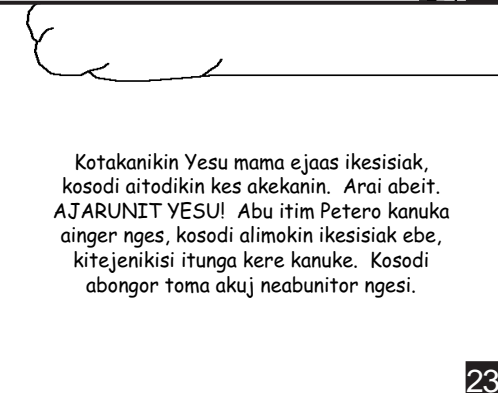 Kotakanikin Yesu mama ejaas ikesisiak,
kosodi aitodikin kes akekanin.  Arai abeit.
AJARUNIT YESU!  Abu itim Petero kanuka
ainger nges, kosodi alimokin ikesisiak ebe,
kitejenikisi itunga kere kanuke.  Kosodi
abongor toma akuj neabunitor ngesi.
23